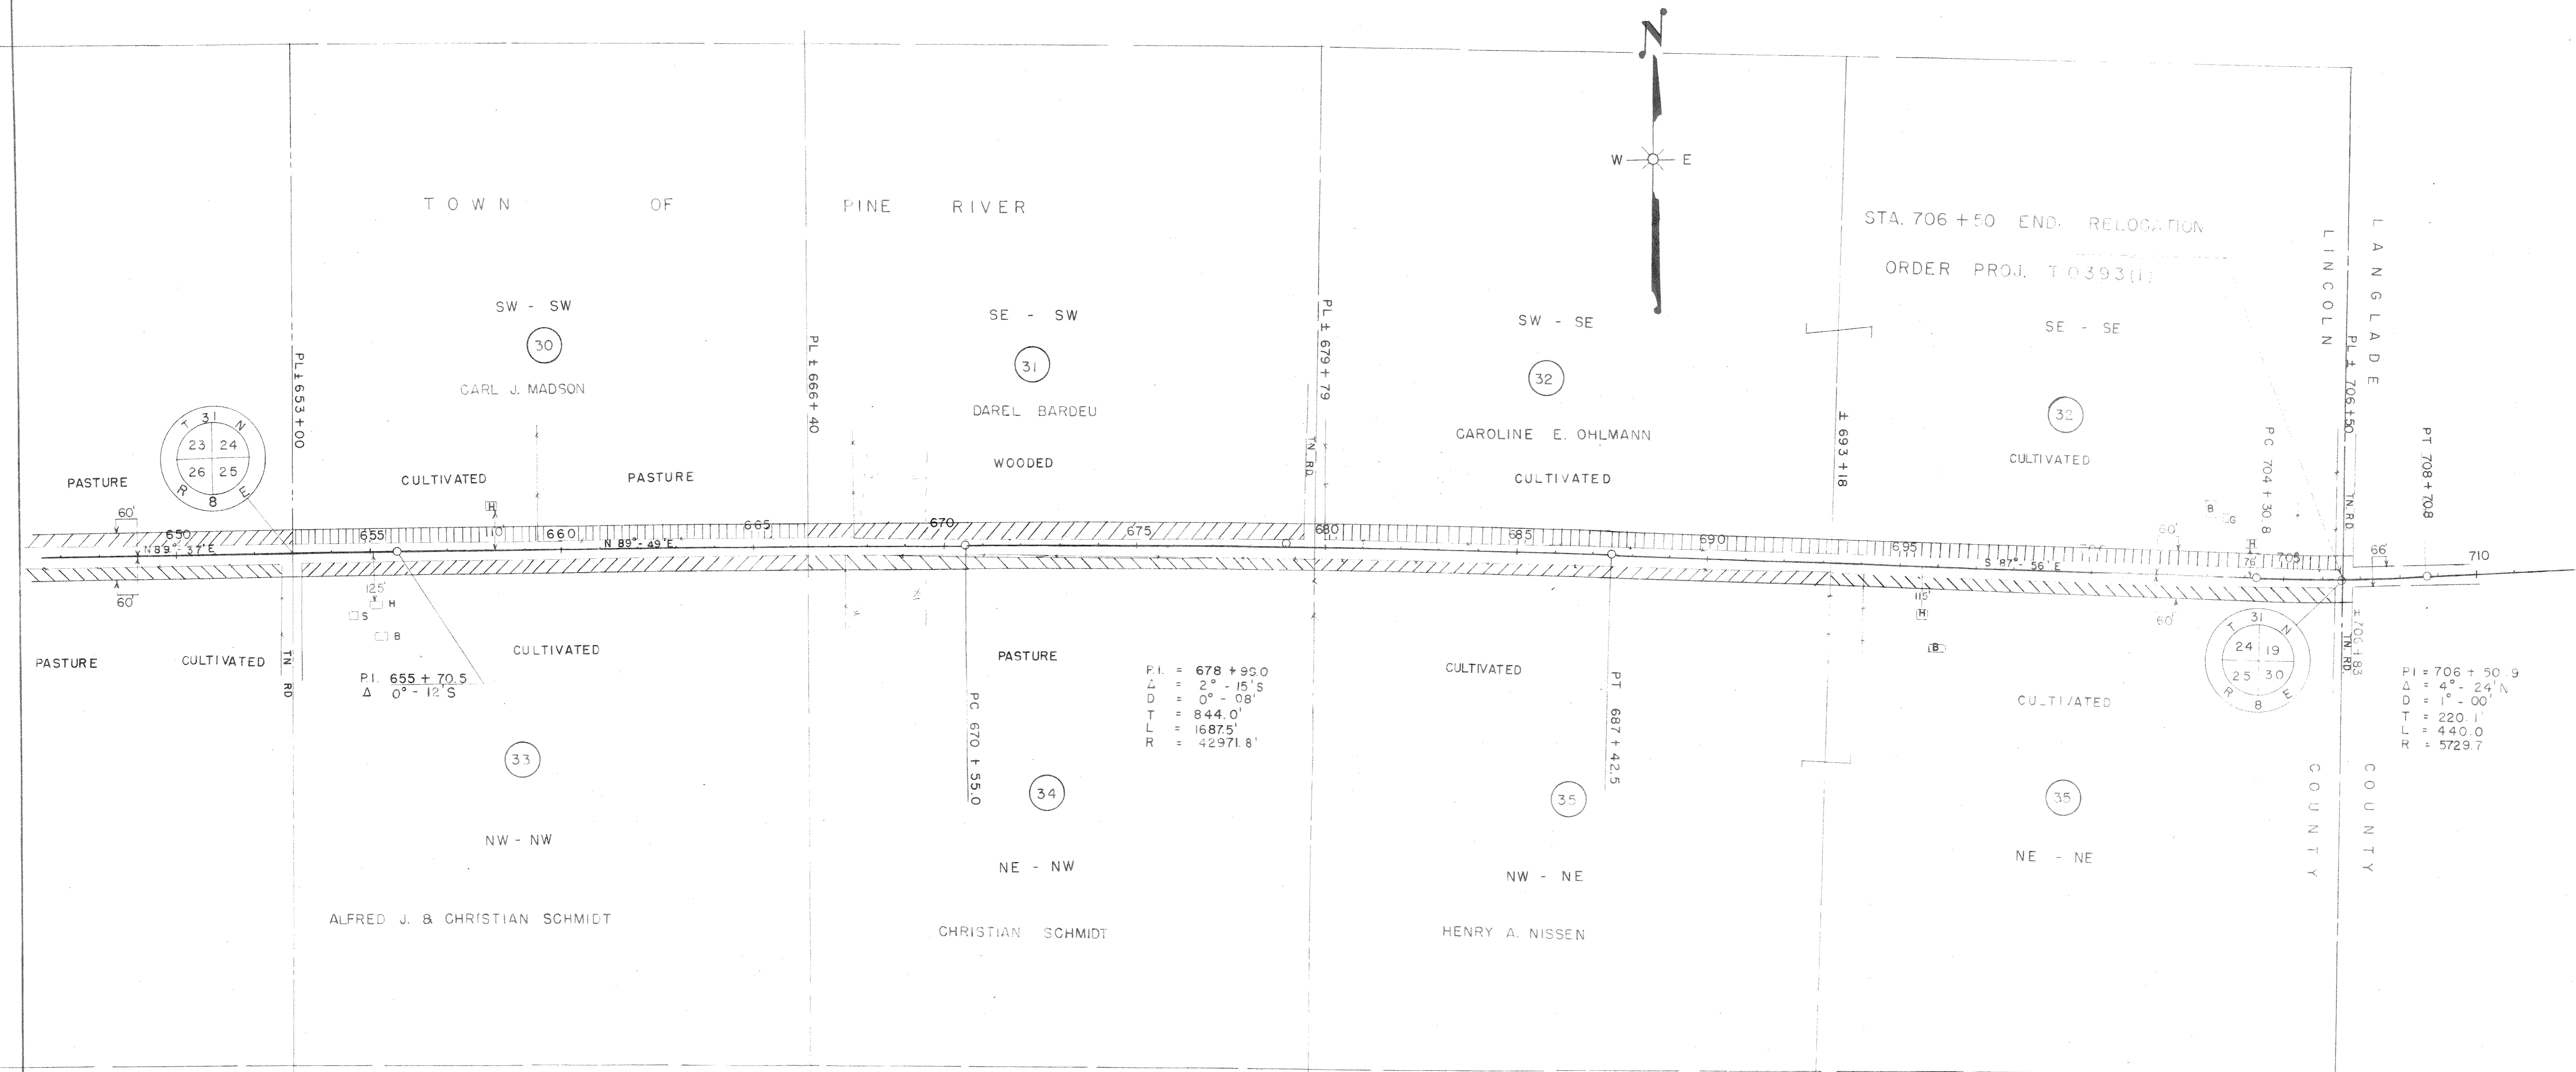 N
W E
TOWN OF PINE RIVER
STA. 706 + 50 END. RELOCATION
ORDER PROJ. T 0393(1)
LINCOLN
LANGLADE
SW - SW
30
CARL J. MADSON
SE - SW
31
DAREL BARDEU
WOODED
SW - SE
32
CAROLINE E. OHLMANN
CULTIVATED
SE - SE
32
CULTIVATED
PL ± 653 + 00
PL ± 666 + 40
PL ± 679 + 79
± 693 + 18
PL ± 706 + 50
PC 704 + 30.8
PT 708 + 70.8
T 31 N
23 24
26 25
R 8 E
PASTURE
CULTIVATED
PASTURE
TN RD
TN RD
H
B
G
H
60'
110'
60'
76'
66'
650 655 660 665 670 675 680 685 690 695 705 710
N 89° - 37' E
N 89° - 49' E
S 87° - 56' E
60'
125'
H
S
B
115'
H
B
60'
PASTURE
CULTIVATED
TN RD
CULTIVATED
PASTURE
CULTIVATED
CULTIVATED
TN RD
± 706 + 83
P.I. 655 + 70.5
Δ 0° - 12' S
PC 670 + 55.0
P.I. = 678 + 99.0
Δ = 2° - 15' S
D = 0° - 08'
T = 844.0'
L = 1687.5'
R = 42971.8'
PT 687 + 42.5
T 31 N
24 19
25 30
R 8 E
PI = 706 + 50.9
Δ = 4° - 24' N
D = 1° - 00'
T = 220.1'
L = 440.0
R = 5729.7
33
NW - NW
ALFRED J. & CHRISTIAN SCHMIDT
34
NE - NW
CHRISTIAN SCHMIDT
35
NW - NE
HENRY A. NISSEN
35
NE - NE
COUNTY
COUNTY